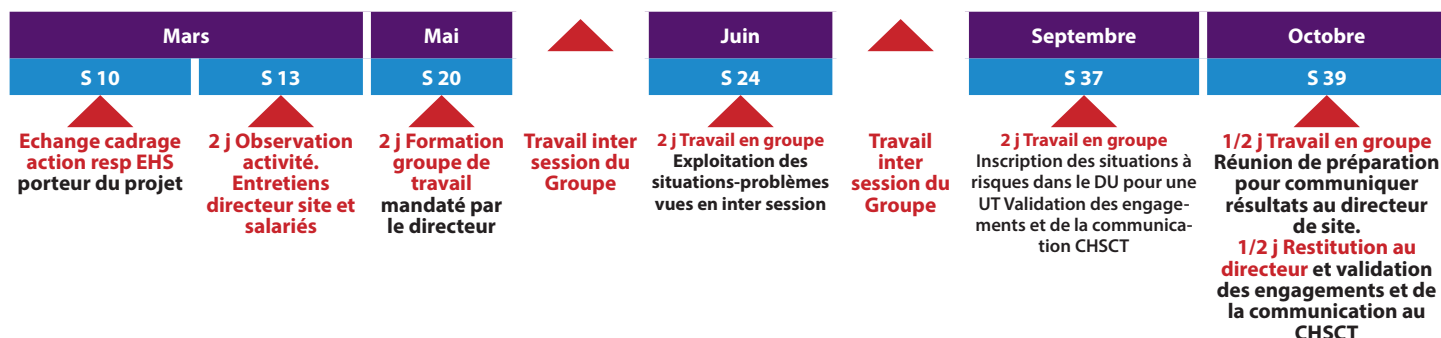 Mars
Mai
Juin
Septembre
Octobre
S 10
S 13
S 20
S 24
S 37
S 39
Echange cadrage
action resp EHS
porteur du projet
2 j Observation
activité.
Entretiens
directeur site et
salariés
2 j Formation
groupe de
travail
mandaté par
le directeur
Travail inter
session du
Groupe
2 j Travail en groupe
Exploitation des
situations-problèmes
vues en inter session
Travail
inter
session du
Groupe
2 j Travail en groupe
Inscription des situations à
risques dans le DU pour une
UT Validation des engage-
ments et de la communica-
tion CHSCT
1/2 j Travail en groupe
Réunion de préparation
pour communiquer
résultats au directeur
de site.
1/2 j Restitution au
directeur et validation
des engagements et de
la communication au
CHSCT